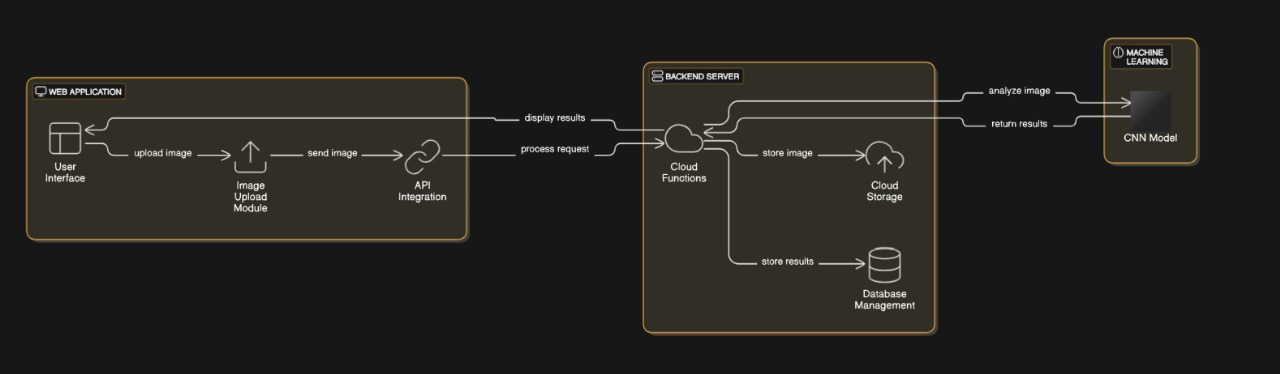 WEB APPLICATION
User
Interface
upload image
Image
Upload
Module
send image
API
Integration
display results
process request
BACKEND SERVER
Cloud
Functions
store image
Cloud
Storage
store results
Database
Management
analyze image
return results
MACHINE
LEARNING
CNN Model